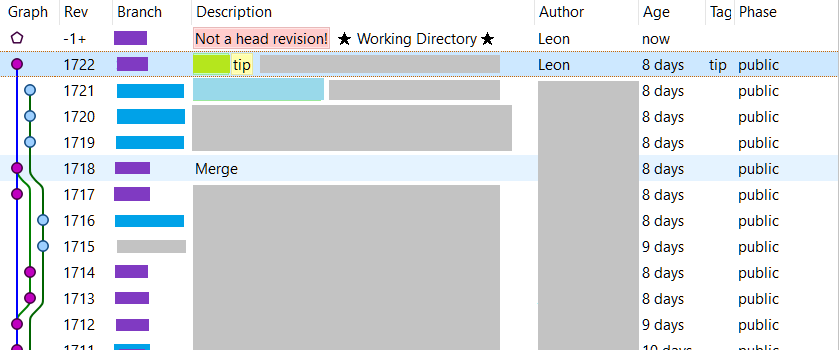 Graph Rev Branch Description Author Age Tag Phase
-1+ Not a head revision! ★ Working Directory ★ Leon now
1722 tip Leon 8 days tip public
1721 8 days public
1720 8 days public
1719 8 days public
1718 Merge 8 days public
1717 8 days public
1716 8 days public
1715 9 days public
1714 8 days public
1713 8 days public
1712 9 days public
1711 10 days public